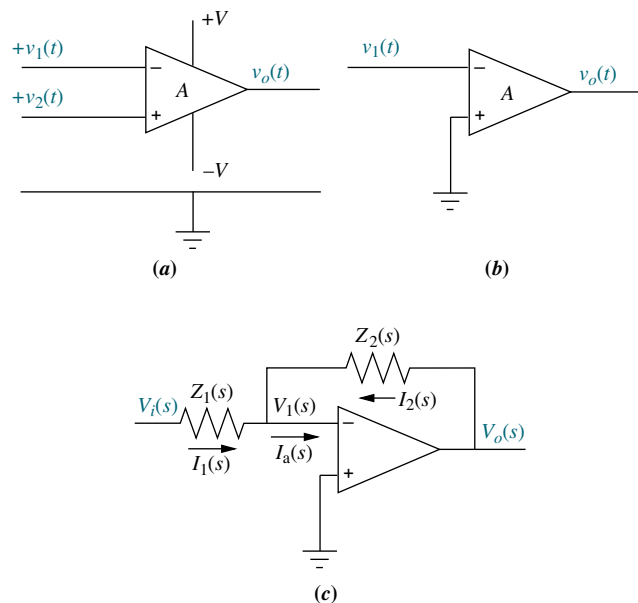 +V
+v₁(t)
−
+v₂(t)
+
A
vₒ(t)
−V
(a)
v₁(t)
−
A
+
vₒ(t)
(b)
Z₂(s)
Z₁(s)
Vᵢ(s)
V₁(s)
I₂(s)
−
I₁(s)
Iₐ(s)
+
Vₒ(s)
(c)